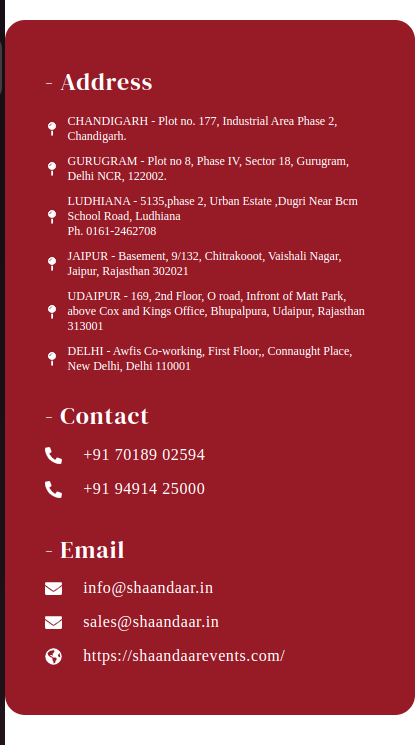 - Address
CHANDIGARH - Plot no. 177, Industrial Area Phase 2,
Chandigarh.
GURUGRAM - Plot no 8, Phase IV, Sector 18, Gurugram,
Delhi NCR, 122002.
LUDHIANA - 5135,phase 2, Urban Estate ,Dugri Near Bcm
School Road, Ludhiana
Ph. 0161-2462708
JAIPUR - Basement, 9/132, Chitrakooot, Vaishali Nagar,
Jaipur, Rajasthan 302021
UDAIPUR - 169, 2nd Floor, O road, Infront of Matt Park,
above Cox and Kings Office, Bhupalpura, Udaipur, Rajasthan
313001
DELHI - Awfis Co-working, First Floor,, Connaught Place,
New Delhi, Delhi 110001
- Contact
+91 70189 02594
+91 94914 25000
- Email
info@shaandaar.in
sales@shaandaar.in
https://shaandaarevents.com/